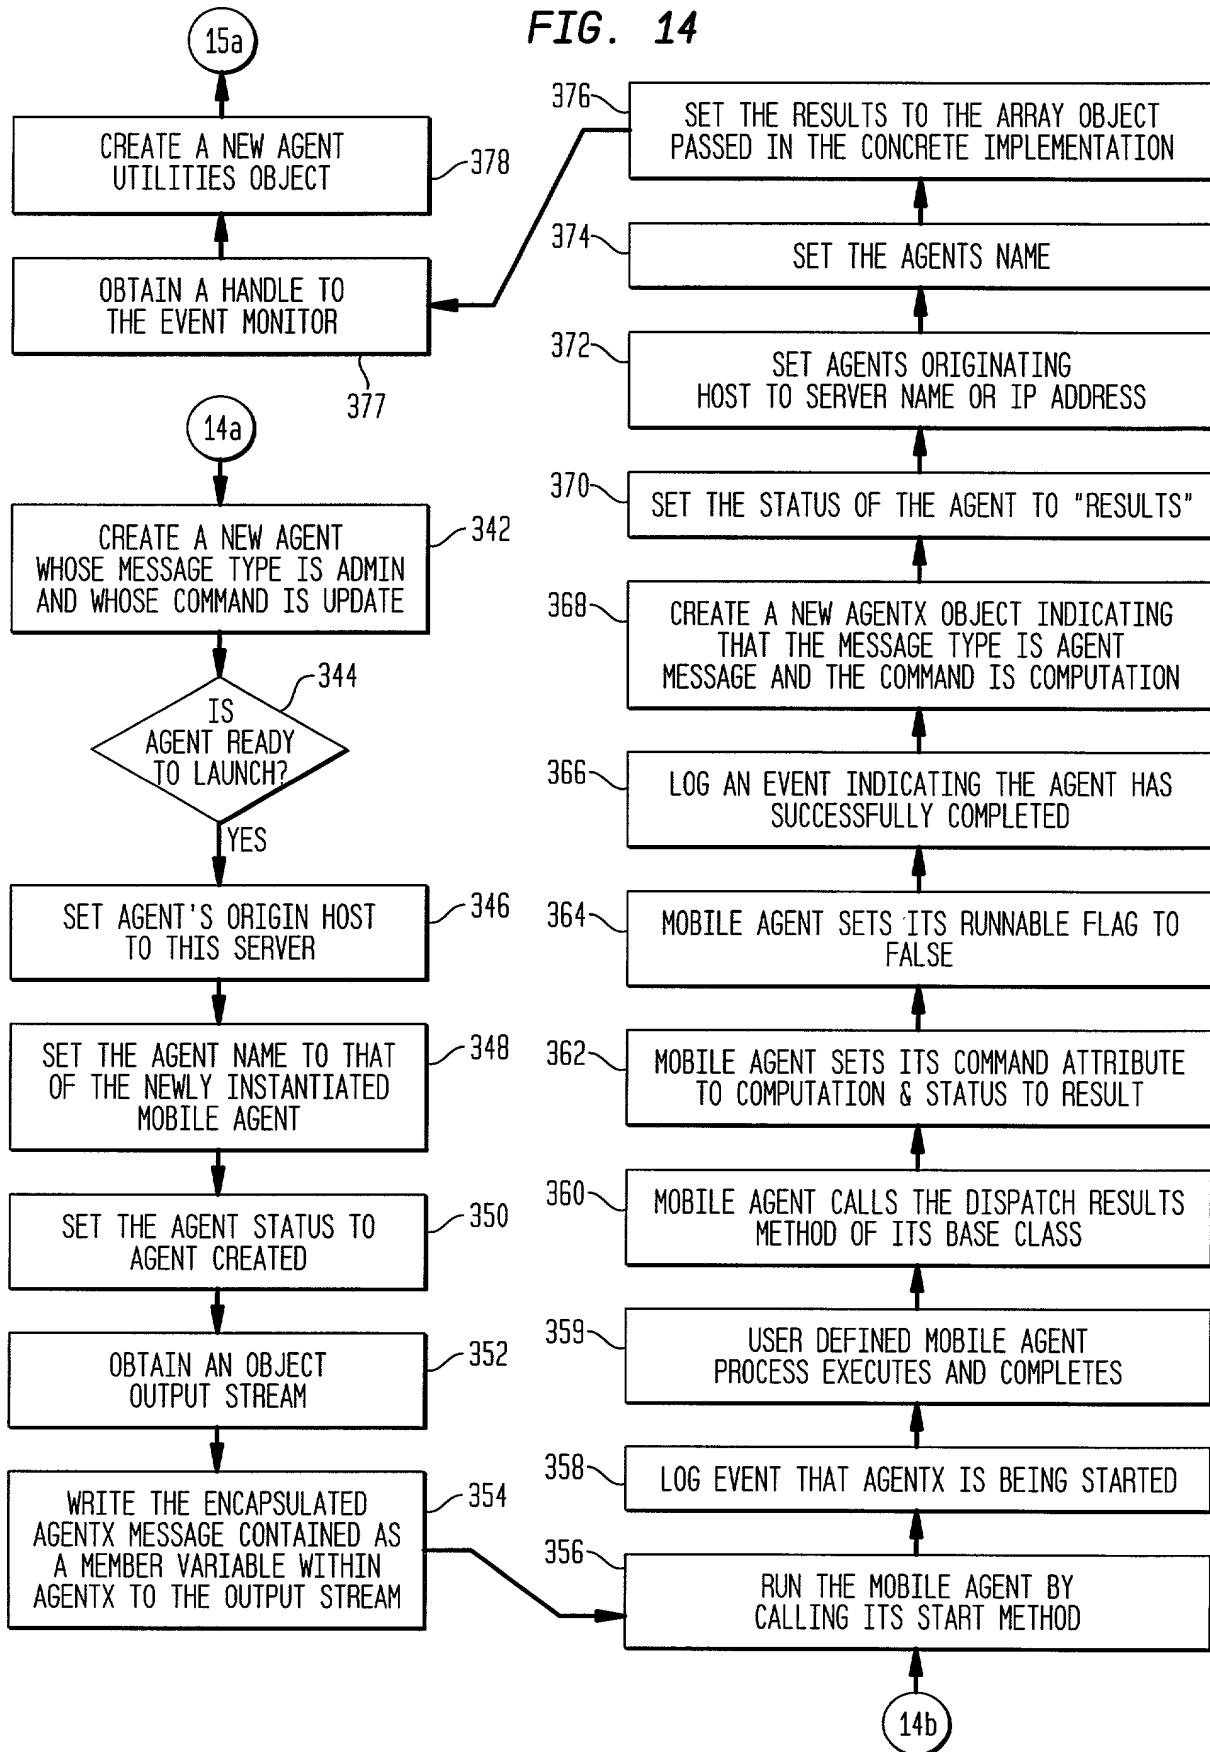 FIG. 14
15a
CREATE A NEW AGENT
UTILITIES OBJECT
378
OBTAIN A HANDLE TO
THE EVENT MONITOR
377
14a
CREATE A NEW AGENT
WHOSE MESSAGE TYPE IS ADMIN
AND WHOSE COMMAND IS UPDATE
342
344
IS
AGENT READY
TO LAUNCH?
YES
SET AGENT'S ORIGIN HOST
TO THIS SERVER
346
SET THE AGENT NAME TO THAT
OF THE NEWLY INSTANTIATED
MOBILE AGENT
348
SET THE AGENT STATUS TO
AGENT CREATED
350
OBTAIN AN OBJECT
OUTPUT STREAM
352
WRITE THE ENCAPSULATED
AGENTX MESSAGE CONTAINED AS
A MEMBER VARIABLE WITHIN
AGENTX TO THE OUTPUT STREAM
354
376
SET THE RESULTS TO THE ARRAY OBJECT
PASSED IN THE CONCRETE IMPLEMENTATION
374
SET THE AGENTS NAME
372
SET AGENTS ORIGINATING
HOST TO SERVER NAME OR IP ADDRESS
370
SET THE STATUS OF THE AGENT TO "RESULTS"
368
CREATE A NEW AGENTX OBJECT INDICATING
THAT THE MESSAGE TYPE IS AGENT
MESSAGE AND THE COMMAND IS COMPUTATION
366
LOG AN EVENT INDICATING THE AGENT HAS
SUCCESSFULLY COMPLETED
364
MOBILE AGENT SETS ITS RUNNABLE FLAG TO
FALSE
362
MOBILE AGENT SETS ITS COMMAND ATTRIBUTE
TO COMPUTATION & STATUS TO RESULT
360
MOBILE AGENT CALLS THE DISPATCH RESULTS
METHOD OF ITS BASE CLASS
359
USER DEFINED MOBILE AGENT
PROCESS EXECUTES AND COMPLETES
358
LOG EVENT THAT AGENTX IS BEING STARTED
356
RUN THE MOBILE AGENT BY
CALLING ITS START METHOD
14b